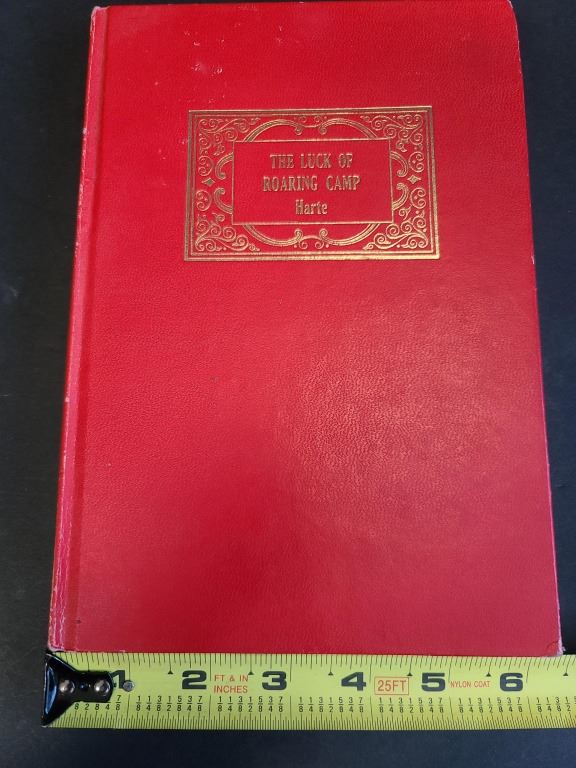 THE LUCK OF
ROARING CAMP
Harte
1 2 FT & IN 3 4 25FT 5 NYLON COAT 6
INCHES